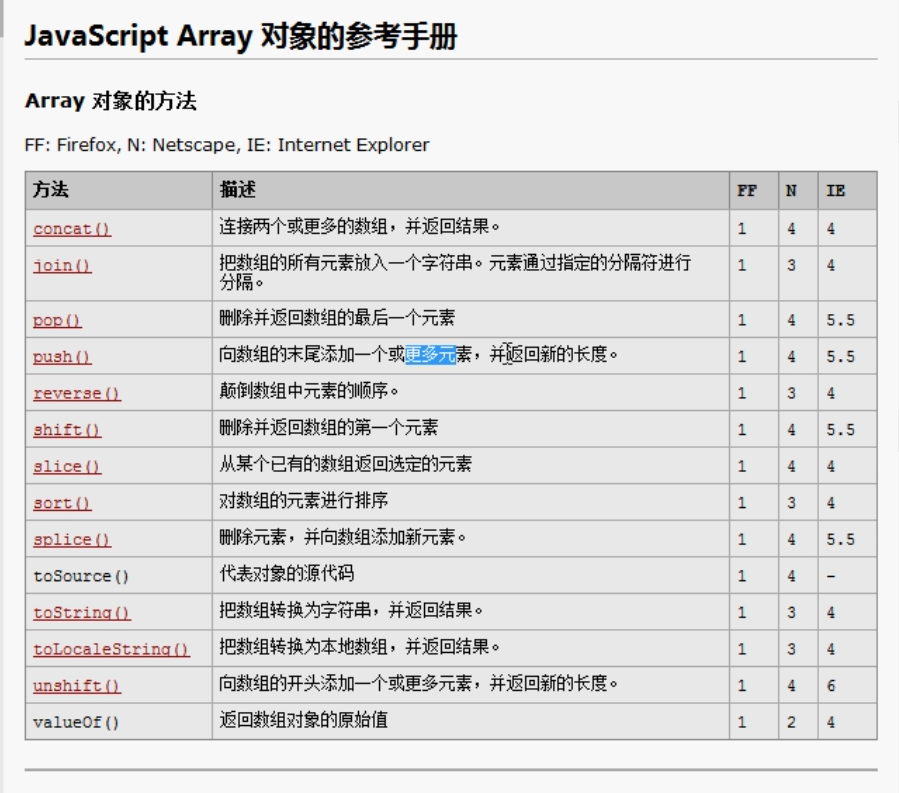 JavaScript Array 对象的参考手册
Array 对象的方法
FF: Firefox, N: Netscape, IE: Internet Explorer
方法 描述 FF N IE
concat() 连接两个或更多的数组，并返回结果。 1 4 4
join() 把数组的所有元素放入一个字符串。元素通过指定的分隔符进行
分隔。 1 3 4
pop() 删除并返回数组的最后一个元素 1 4 5.5
push() 向数组的末尾添加一个或更多元素，并返回新的长度。 1 4 5.5
reverse() 颠倒数组中元素的顺序。 1 3 4
shift() 删除并返回数组的第一个元素 1 4 5.5
slice() 从某个已有的数组返回选定的元素 1 4 4
sort() 对数组的元素进行排序 1 3 4
splice() 删除元素，并向数组添加新元素。 1 4 5.5
toSource() 代表对象的源代码 1 4 -
toString() 把数组转换为字符串，并返回结果。 1 3 4
toLocaleString() 把数组转换为本地数组，并返回结果。 1 3 4
unshift() 向数组的开头添加一个或更多元素，并返回新的长度。 1 4 6
valueOf() 返回数组对象的原始值 1 2 4